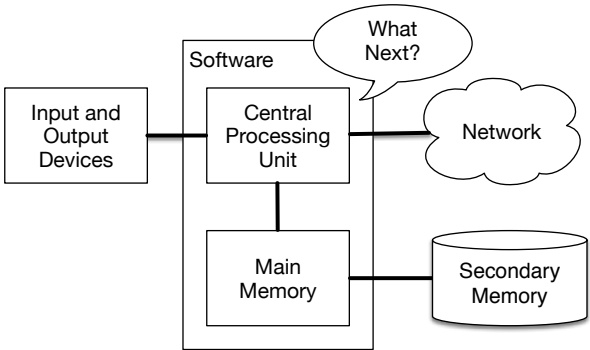 What
Next?
Software
Input and
Output
Devices
Central
Processing
Unit
Network
Main
Memory
Secondary
Memory